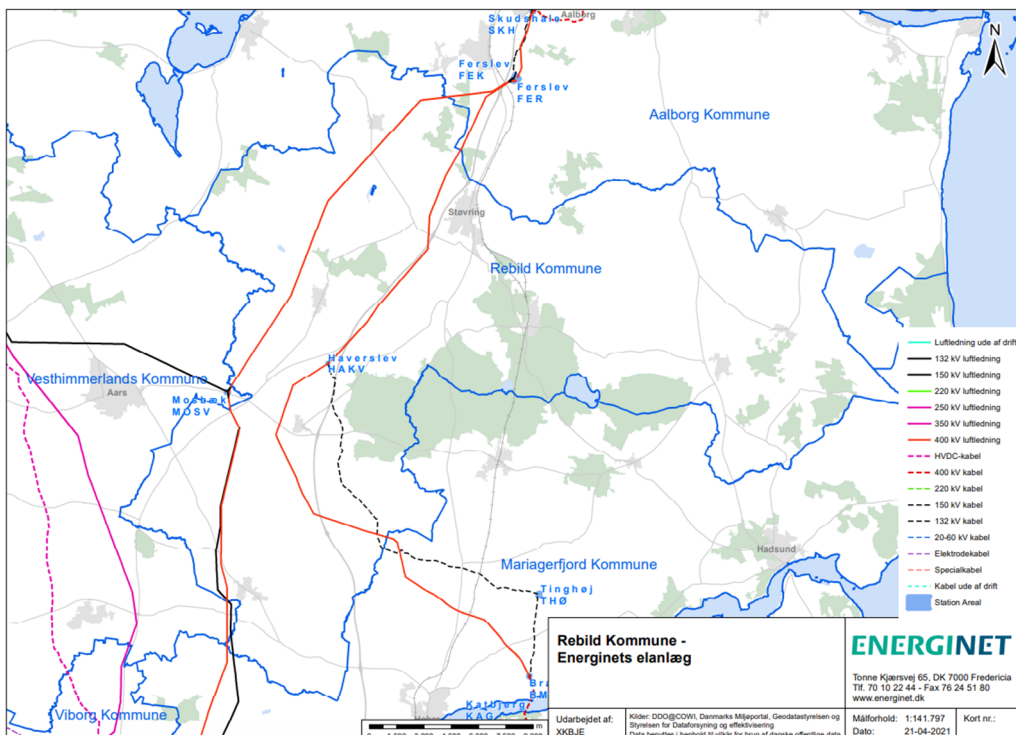 Skudshale
SKH
Aalborg
N
Ferslev
FEK
Ferslev
FER
Aalborg Kommune
Støvring
Rebild Kommune
Haverslev
HAKV
Vesthimmerlands Kommune
Aars
Mosbæk
MOSV
Mariagerfjord Kommune
Hadsund
Tinghøj
THØ
Viborg Kommune
Katbjerg
KAG
Hobro
Luftledning ude af drift
132 kV luftledning
150 kV luftledning
220 kV luftledning
250 kV luftledning
350 kV luftledning
400 kV luftledning
HVDC-kabel
400 kV kabel
220 kV kabel
150 kV kabel
132 kV kabel
20-60 kV kabel
Elektrodekabel
Specialkabel
Kabel ude af drift
Station Areal
Rebild Kommune -
Energinets elanlæg
ENERGINET
Tonne Kjærsvej 65, DK 7000 Fredericia
Tlf. 70 10 22 44 - Fax 76 24 51 80
www.energinet.dk
Udarbejdet af:
XKBJE
Kilder: DDO@COWI, Danmarks Miljøportal, Geodatastyrelsen og
Styrelsen for Dataforsyning og effektivisering
Målforhold: 1:141.797
Dato: 21-04-2021
Kort nr.: